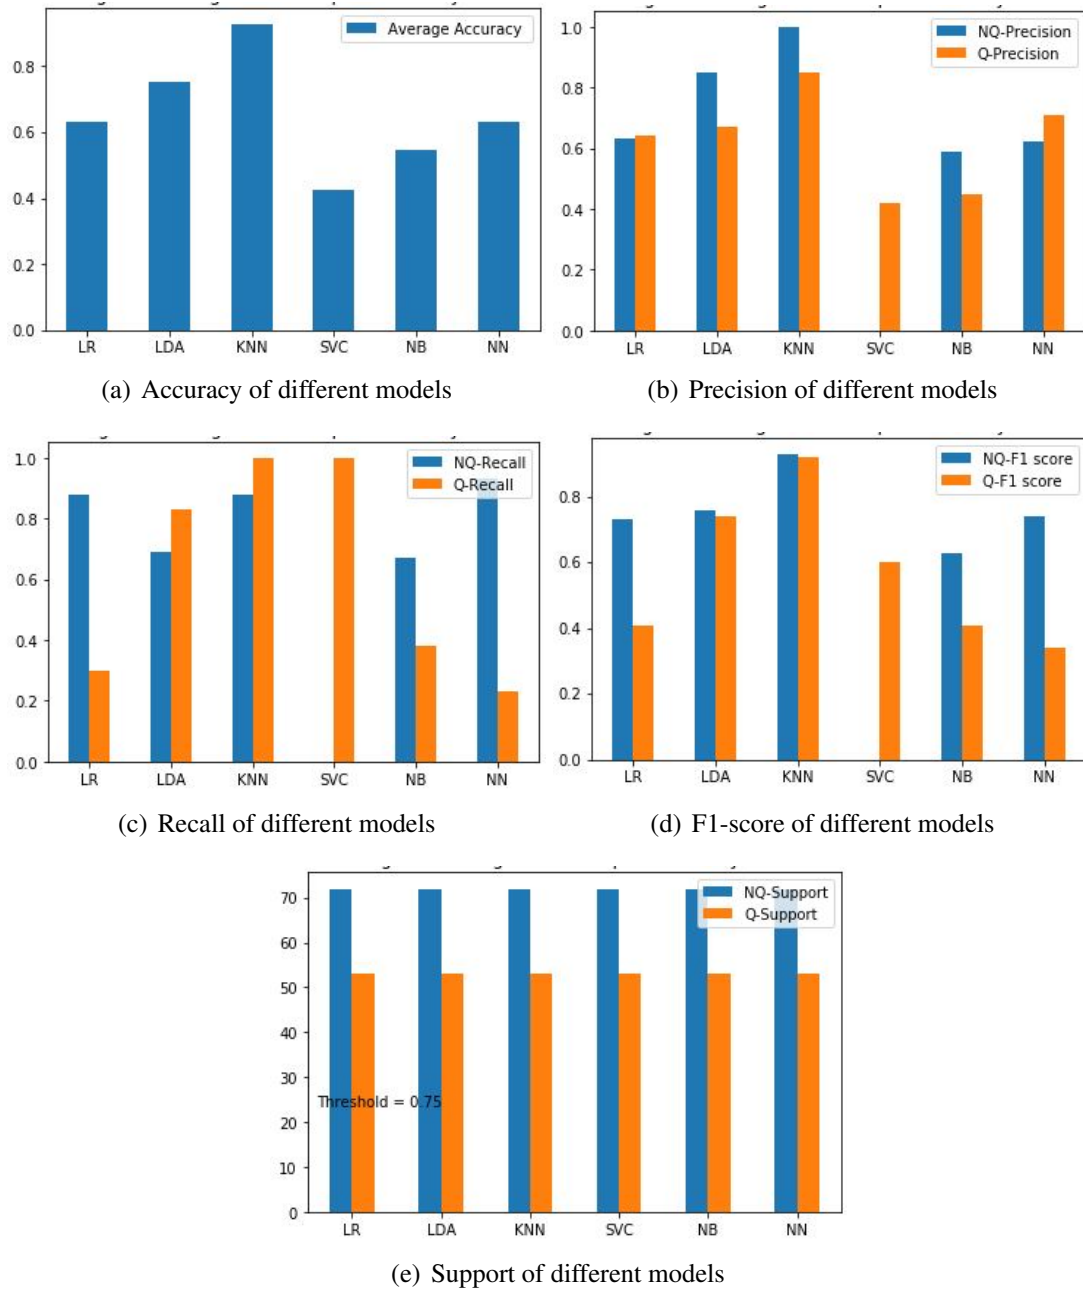 Average Accuracy
0.8
0.6
0.4
0.2
0.0
LR LDA KNN SVC NB NN
(a) Accuracy of different models
NQ-Precision
Q-Precision
1.0
0.8
0.6
0.4
0.2
0.0
LR LDA KNN SVC NB NN
(b) Precision of different models
NQ-Recall
Q-Recall
1.0
0.8
0.6
0.4
0.2
0.0
LR LDA KNN SVC NB NN
(c) Recall of different models
NQ-F1 score
Q-F1 score
0.8
0.6
0.4
0.2
0.0
LR LDA KNN SVC NB NN
(d) F1-score of different models
NQ-Support
Q-Support
70
60
50
40
30
Threshold = 0.75
20
10
0
LR LDA KNN SVC NB NN
(e) Support of different models